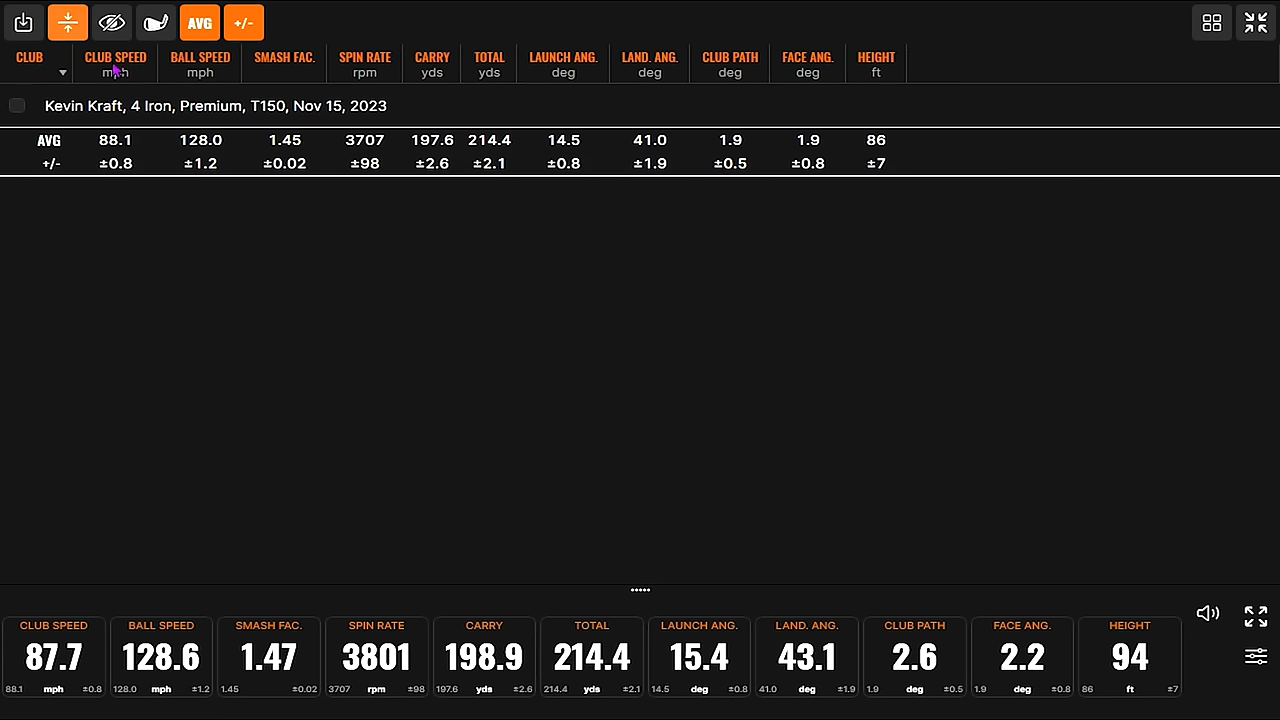 AVG +/-
CLUB CLUB SPEED BALL SPEED SMASH FAC. SPIN RATE CARRY TOTAL LAUNCH ANG. LAND. ANG. CLUB PATH FACE ANG. HEIGHT
mph mph rpm yds yds deg deg deg deg ft
Kevin Kraft, 4 Iron, Premium, T150, Nov 15, 2023
AVG 88.1 128.0 1.45 3707 197.6 214.4 14.5 41.0 1.9 1.9 86
+/- ±0.8 ±1.2 ±0.02 ±98 ±2.6 ±2.1 ±0.8 ±1.9 ±0.5 ±0.8 ±7
CLUB SPEED BALL SPEED SMASH FAC. SPIN RATE CARRY TOTAL LAUNCH ANG. LAND. ANG. CLUB PATH FACE ANG. HEIGHT
87.7 128.6 1.47 3801 198.9 214.4 15.4 43.1 2.6 2.2 94
88.1 mph ±0.8 128.0 mph ±1.2 1.45 ±0.02 3707 rpm ±98 197.6 yds ±2.6 214.4 yds ±2.1 14.5 deg ±0.8 41.0 deg ±1.9 1.9 deg ±0.5 1.9 deg ±0.8 86 ft ±7